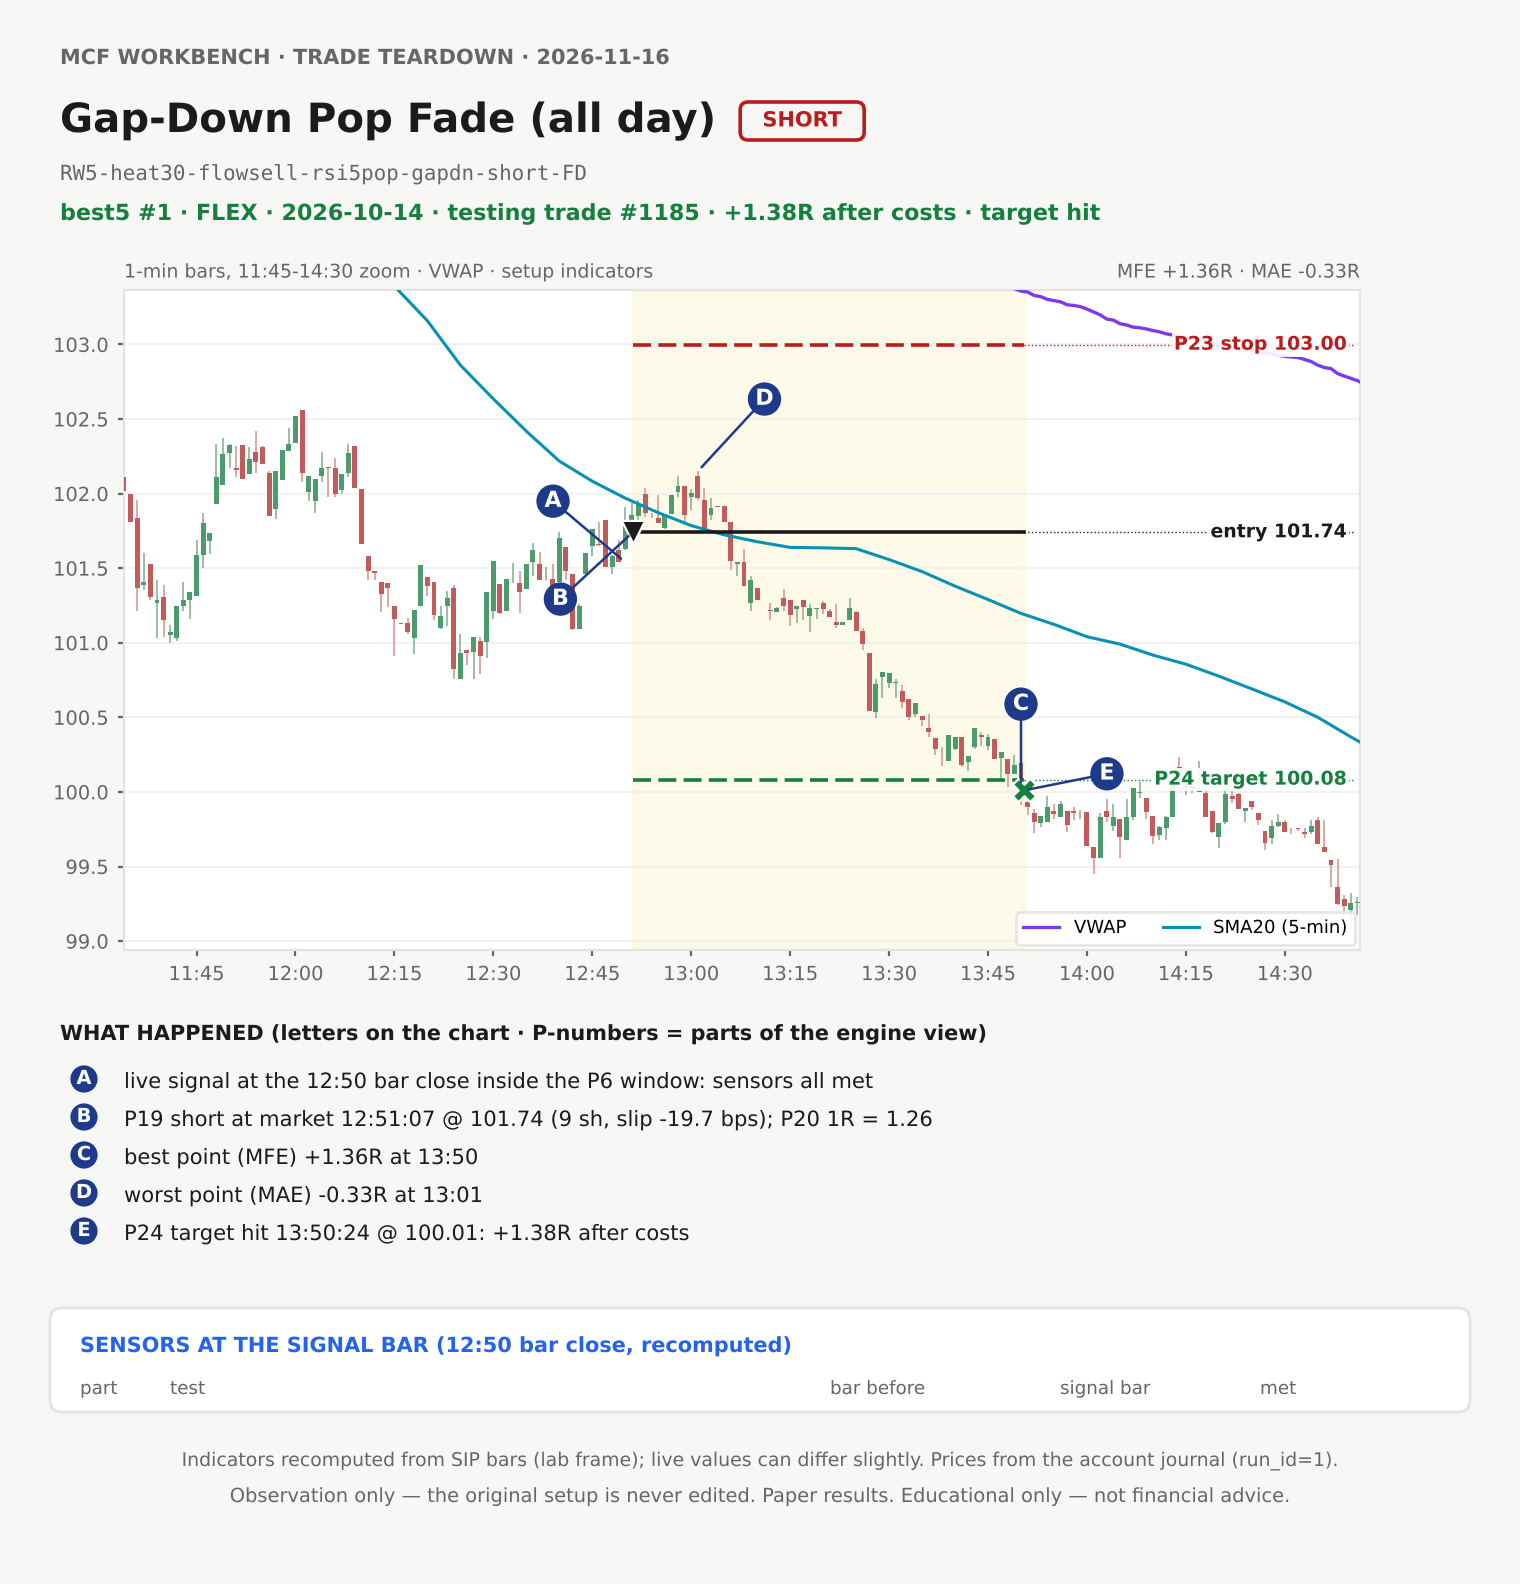 MCF WORKBENCH · TRADE TEARDOWN · 2026-11-16
Gap-Down Pop Fade (all day) SHORT
RW5-heat30-flowsell-rsi5pop-gapdn-short-FD
best5 #1 · FLEX · 2026-10-14 · testing trade #1185 · +1.38R after costs · target hit
1-min bars, 11:45-14:30 zoom · VWAP · setup indicators MFE +1.36R · MAE -0.33R
103.0
P23 stop 103.00
D
102.5
102.0
A
entry 101.74
101.5
B
101.0
C
100.5
E
P24 target 100.08
100.0
99.5
VWAP SMA20 (5-min)
99.0
11:45 12:00 12:15 12:30 12:45 13:00 13:15 13:30 13:45 14:00 14:15 14:30
WHAT HAPPENED (letters on the chart · P-numbers = parts of the engine view)
A live signal at the 12:50 bar close inside the P6 window: sensors all met
B P19 short at market 12:51:07 @ 101.74 (9 sh, slip -19.7 bps); P20 1R = 1.26
C best point (MFE) +1.36R at 13:50
D worst point (MAE) -0.33R at 13:01
E P24 target hit 13:50:24 @ 100.01: +1.38R after costs
SENSORS AT THE SIGNAL BAR (12:50 bar close, recomputed)
part test bar before signal bar met
Indicators recomputed from SIP bars (lab frame); live values can differ slightly. Prices from the account journal (run_id=1).
Observation only — the original setup is never edited. Paper results. Educational only — not financial advice.